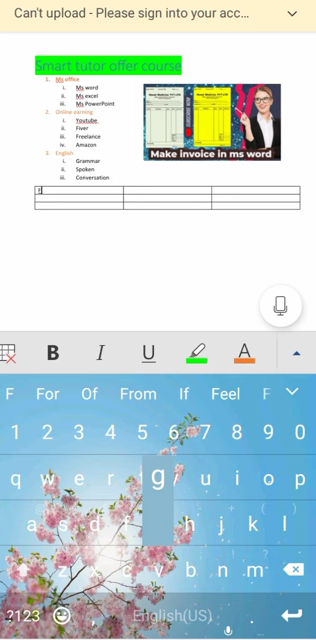 Can't upload - Please sign into your acc...
Smart tutor offer course
1. Ms office
i. Ms word
ii. Ms excel
iii. Ms PowerPoint
2. Online earning
i. Youtube
ii. Fiver
iii. Freelance
iv. Amazon
3. English
i. Grammar
ii. Spoken
iii. Conversation
Make invoice in ms word
B I U A
F For Of From If Feel F
1 2 3 4 5 6 7 8 9 0
q w e r g u i o p
a s d f h j k l
z x c v b n m
?123 , English(US) .